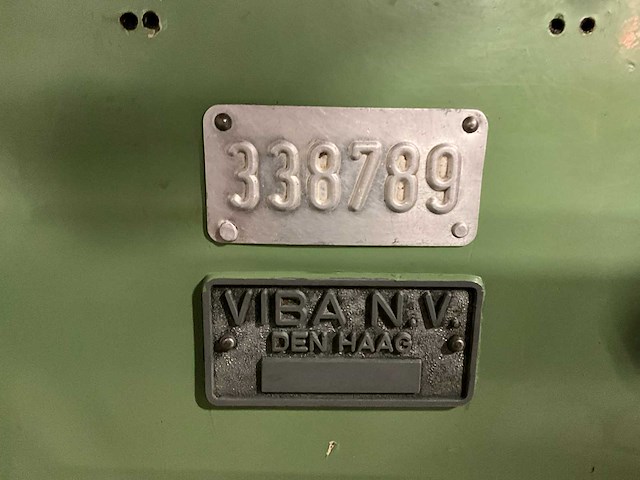 338789
VIBA N.V.
DEN HAAG